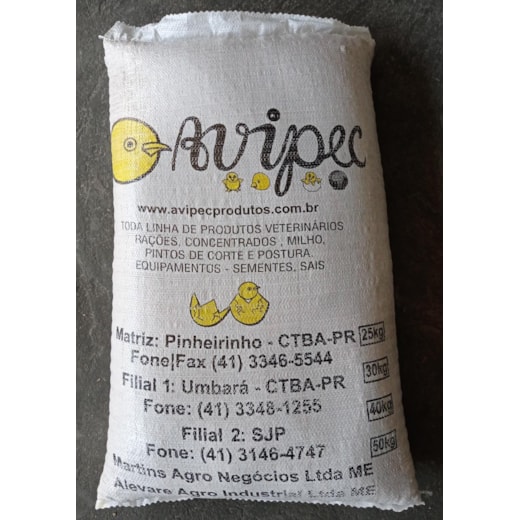 Avipec
www.avipecprodutos.com.br
TODA LINHA DE PRODUTOS VETERINÁRIOS
RAÇÕES, CONCENTRADOS , MILHO,
PINTOS DE CORTE E POSTURA.
EQUIPAMENTOS - SEMENTES, SAIS
Matriz: Pinheirinho - CTBA-PR 25kg
Fone|Fax (41) 3346-5544
Filial 1: Umbará - CTBA-PR 30kg
Fone: (41) 3348-1255 40kg
Filial 2: SJP
Fone: (41) 3146-4747 50kg
Martins Agro Negócios Ltda ME
Alevare Agro Industrial Ltda ME